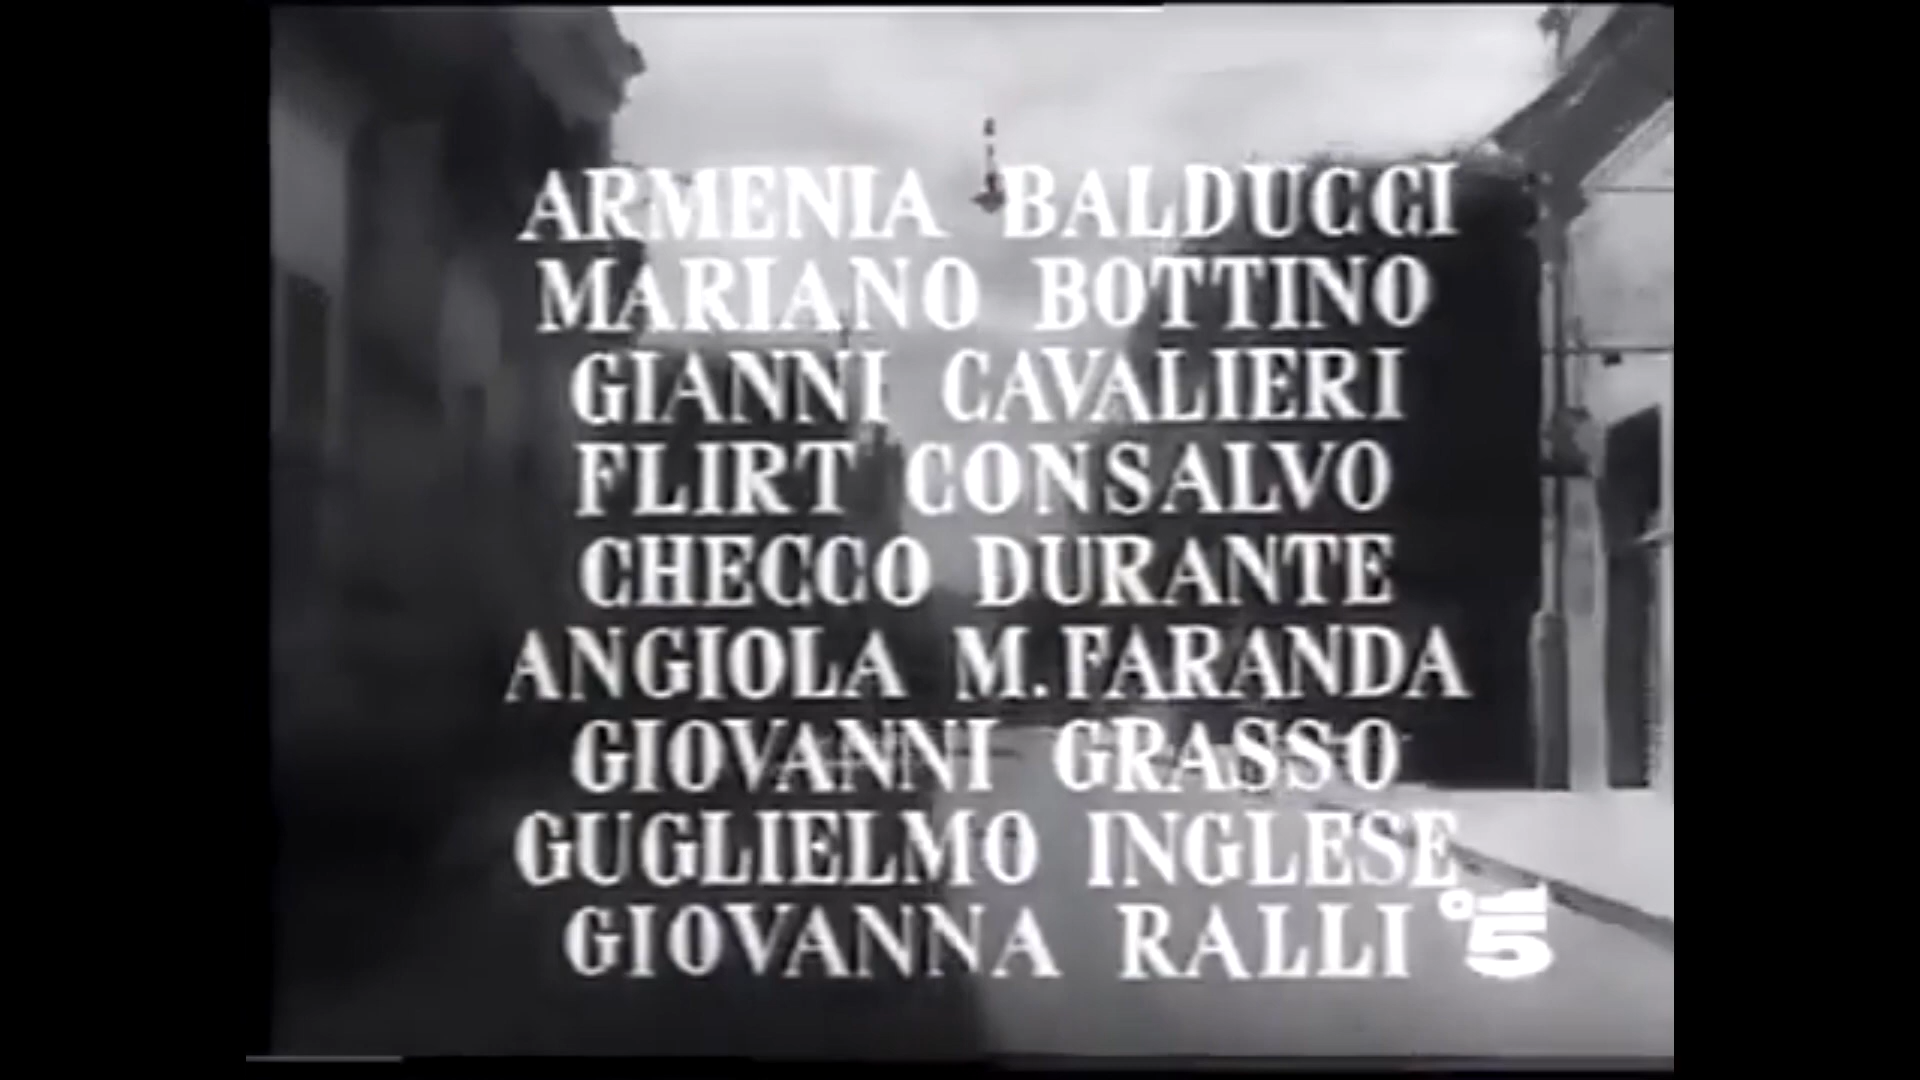 ARMENIA BALDUCCI
MARIANO BOTTINO
GIANNI CAVALIERI
FLIRT CONSALVO
CHECCO DURANTE
ANGIOLA M. FARANDA
GIOVANNI GRASSO
GUGLIELMO INGLESE
GIOVANNA RALLI
5